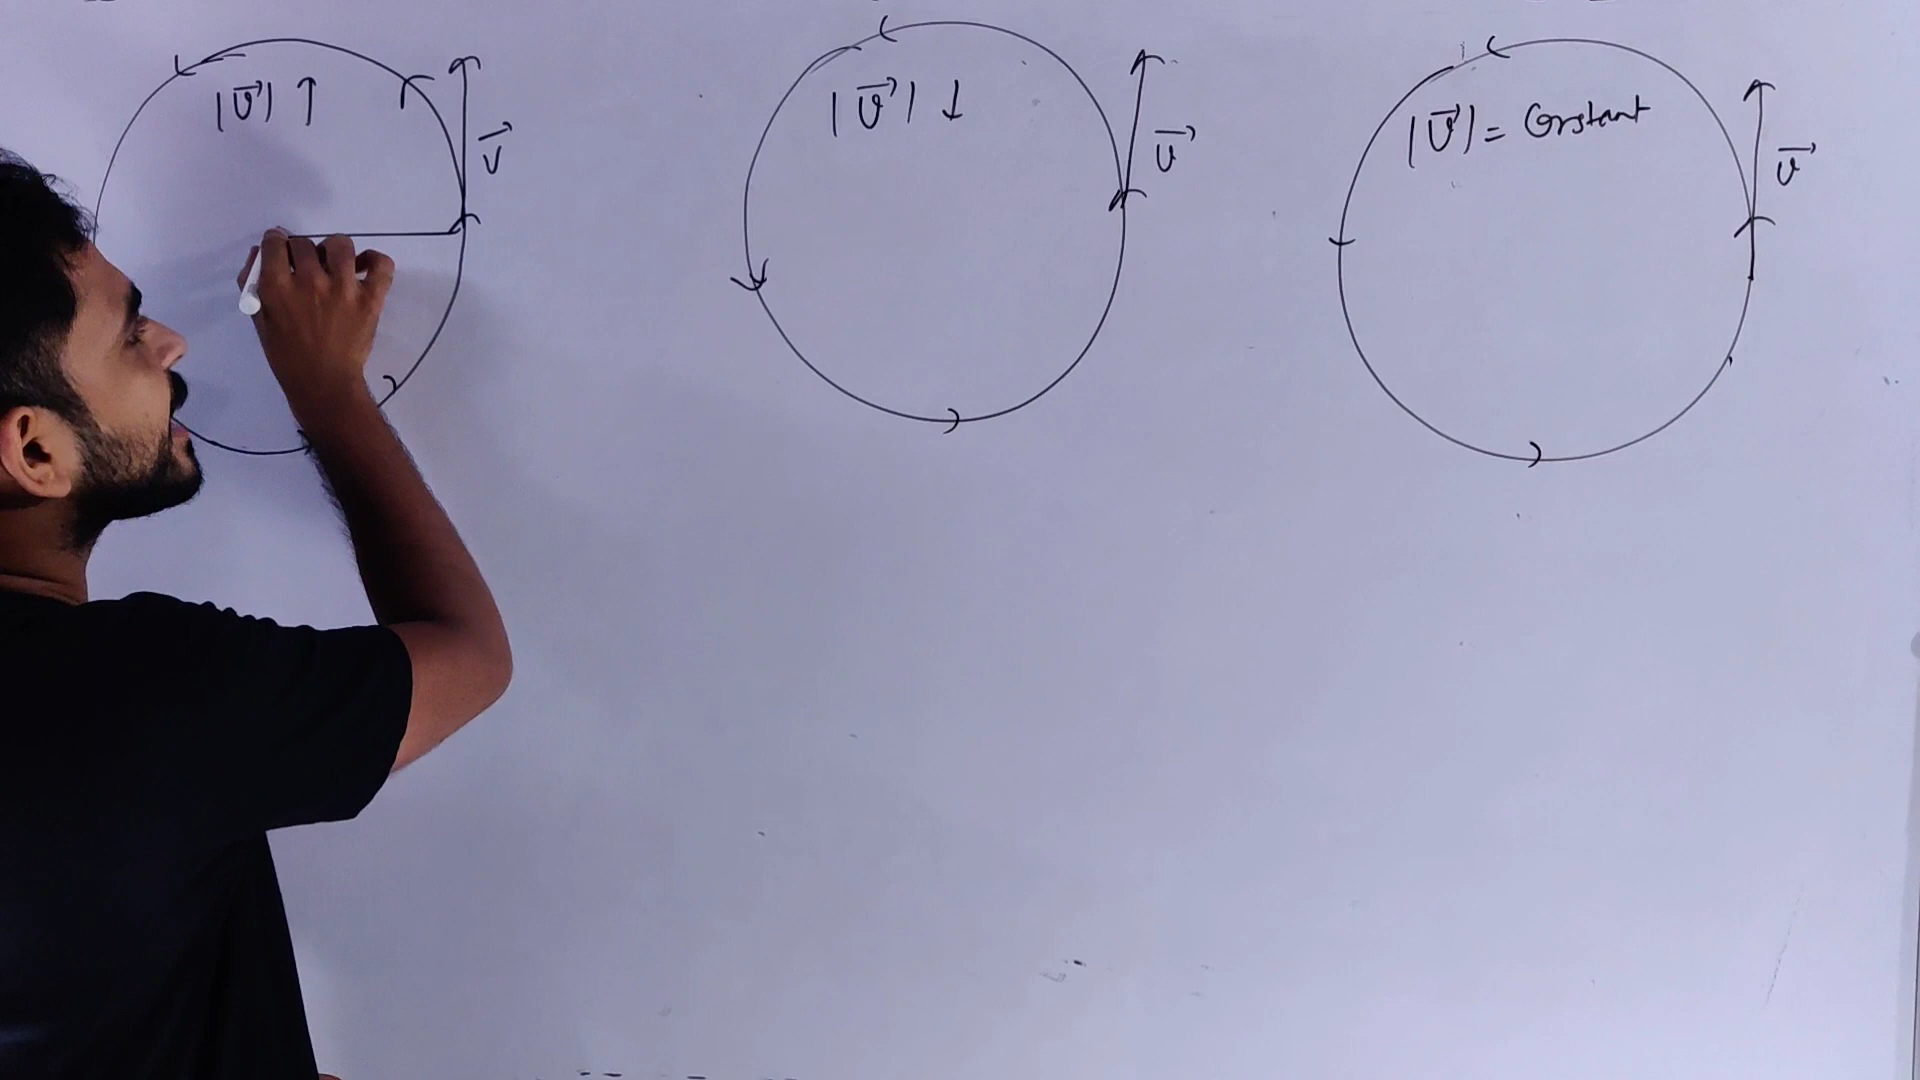 |v⃗| ↑
v⃗
|v⃗| ↓
v⃗
|v⃗| = Constant
v⃗